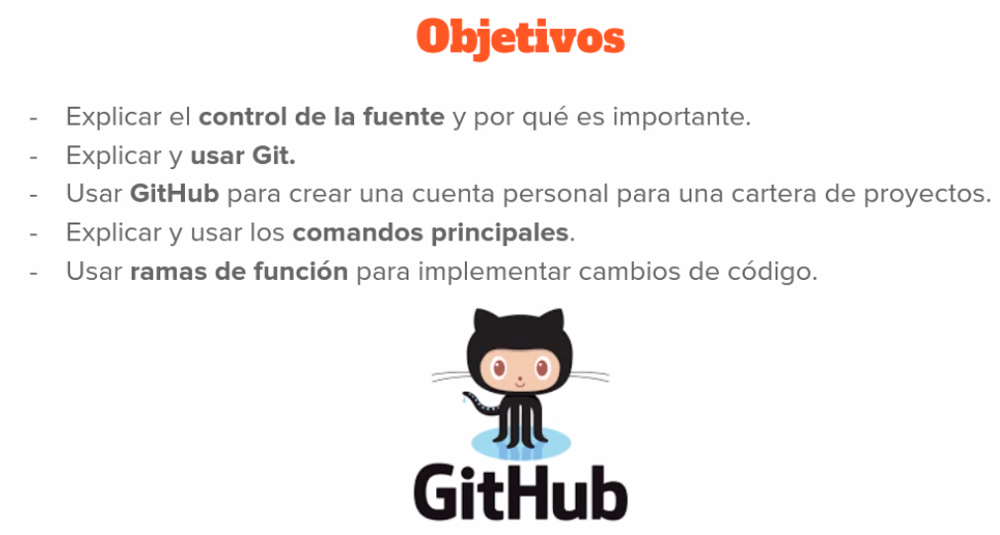 Objetivos
- Explicar el control de la fuente y por qué es importante.
- Explicar y usar Git.
- Usar GitHub para crear una cuenta personal para una cartera de proyectos.
- Explicar y usar los comandos principales.
- Usar ramas de función para implementar cambios de código.
GitHub